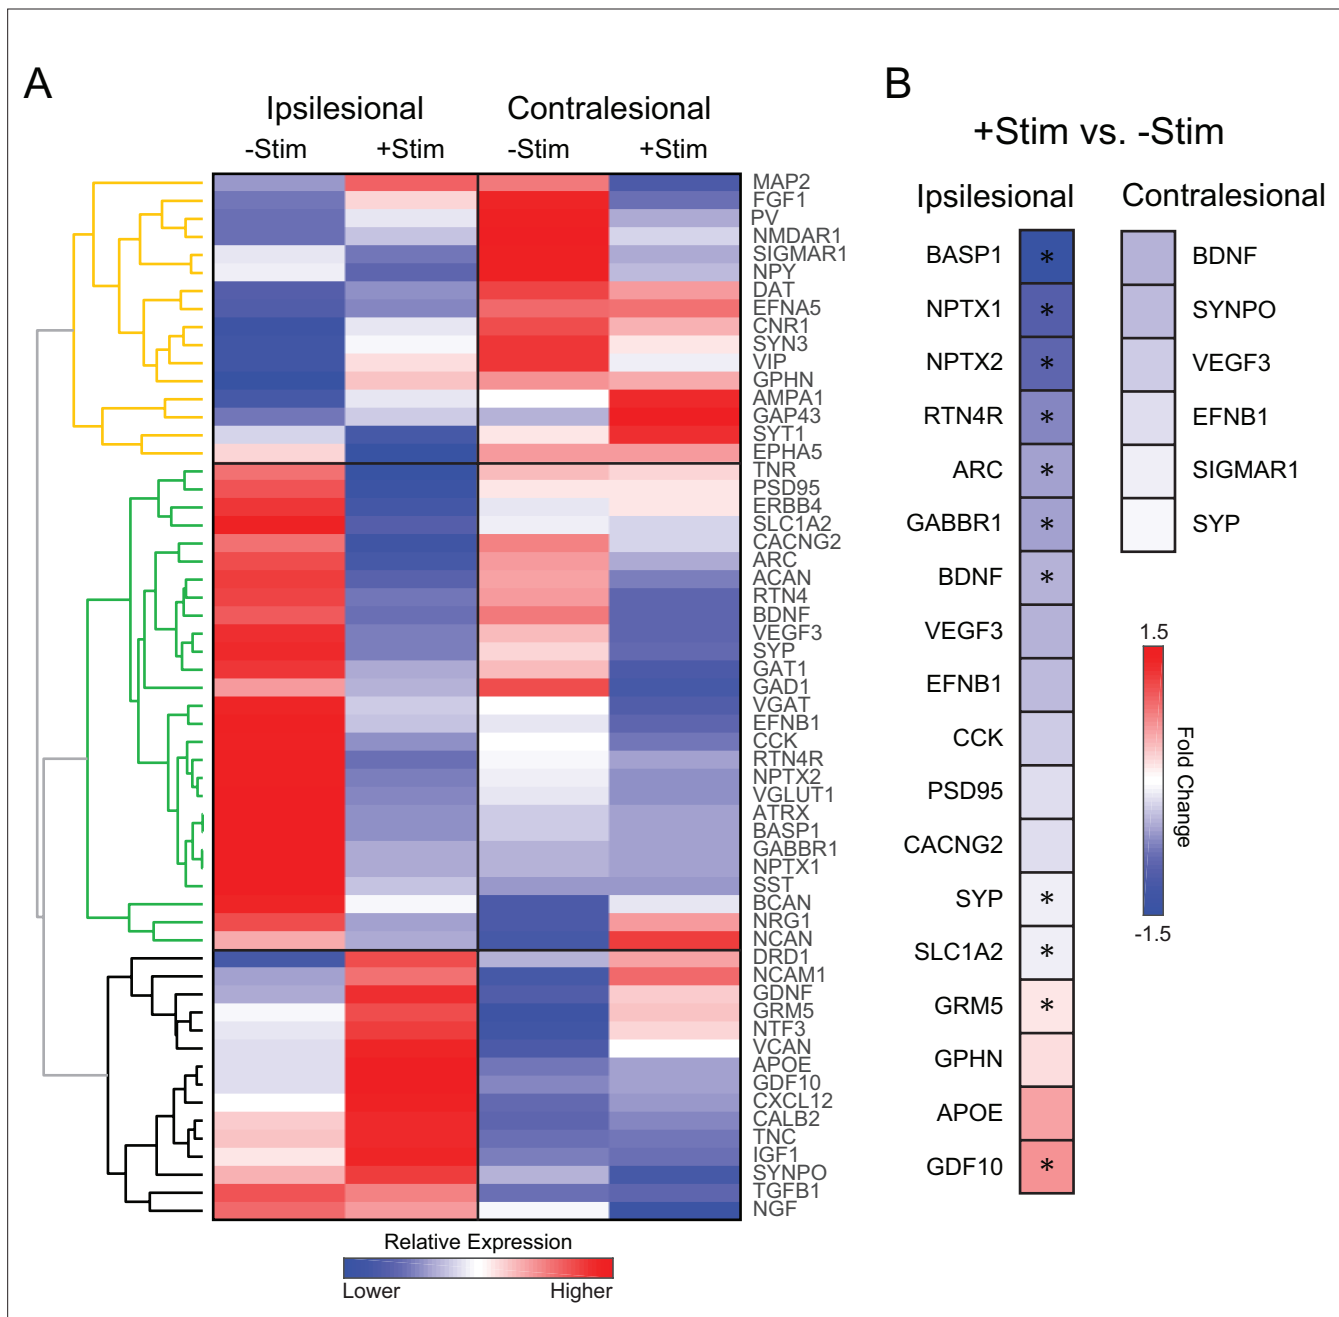 A
Ipsilesional
Contralesional
-Stim
+Stim
-Stim
+Stim
MAP2
FGF1
PV
NMDAR1
SIGMAR1
NPY
DAT
EFNA5
CNR1
SYN3
VIP
GPHN
AMPA1
GAP43
SYT1
EPHA5
TNR
PSD95
ERBB4
SLC1A2
CACNG2
ARC
ACAN
RTN4
BDNF
VEGF3
SYP
GAT1
GAD1
VGAT
EFNB1
CCK
RTN4R
NPTX2
VGLUT1
ATRX
BASP1
GABBR1
NPTX1
SST
BCAN
NRG1
NCAN
DRD1
NCAM1
GDNF
GRM5
NTF3
VCAN
APOE
GDF10
CXCL12
CALB2
TNC
IGF1
SYNPO
TGFB1
NGF
Relative Expression
Lower
Higher
B
+Stim vs. -Stim
Ipsilesional
BASP1 *
NPTX1 *
NPTX2 *
RTN4R *
ARC *
GABBR1 *
BDNF *
VEGF3
EFNB1
CCK
PSD95
CACNG2
SYP *
SLC1A2 *
GRM5 *
GPHN
APOE
GDF10 *
Contralesional
BDNF
SYNPO
VEGF3
EFNB1
SIGMAR1
SYP
1.5
Fold Change
-1.5